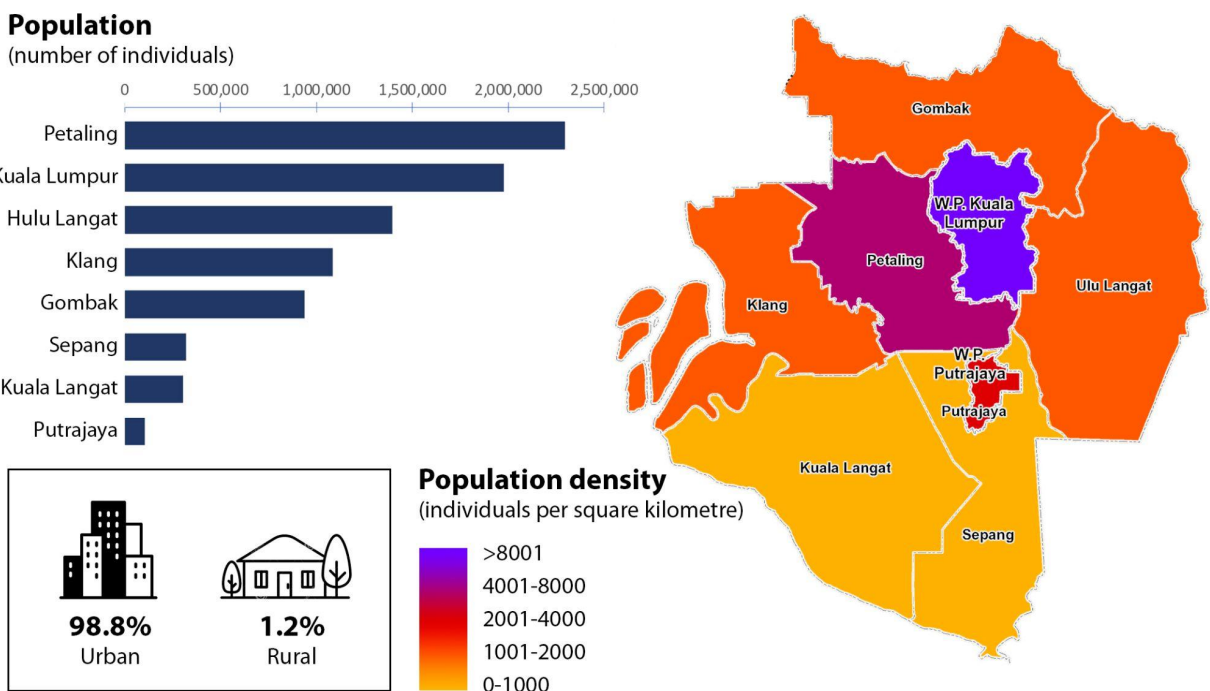 Population
(number of individuals)
0 500,000 1,000,000 1,500,000 2,000,000 2,500,000
Petaling
Kuala Lumpur
Hulu Langat
Klang
Gombak
Sepang
Kuala Langat
Putrajaya
98.8%
Urban
1.2%
Rural
Population density
(individuals per square kilometre)
>8001
4001-8000
2001-4000
1001-2000
0-1000
Gombak
W.P. Kuala
Lumpur
Petaling
Ulu Langat
Klang
W.P.
Putrajaya
Putrajaya
Kuala Langat
Sepang